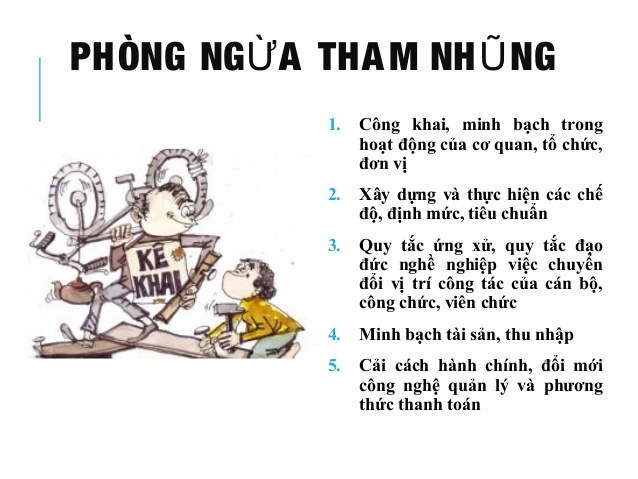 PHÒNG NGỪA THAM NHŨNG
1. Công khai, minh bạch trong
hoạt động của cơ quan, tổ chức,
đơn vị
2. Xây dựng và thực hiện các chế
độ, định mức, tiêu chuẩn
3. Quy tắc ứng xử, quy tắc đạo
đức nghề nghiệp việc chuyển
đổi vị trí công tác của cán bộ,
công chức, viên chức
4. Minh bạch tài sản, thu nhập
5. Cải cách hành chính, đổi mới
công nghệ quản lý và phương
thức thanh toán
KÊ
KHAI